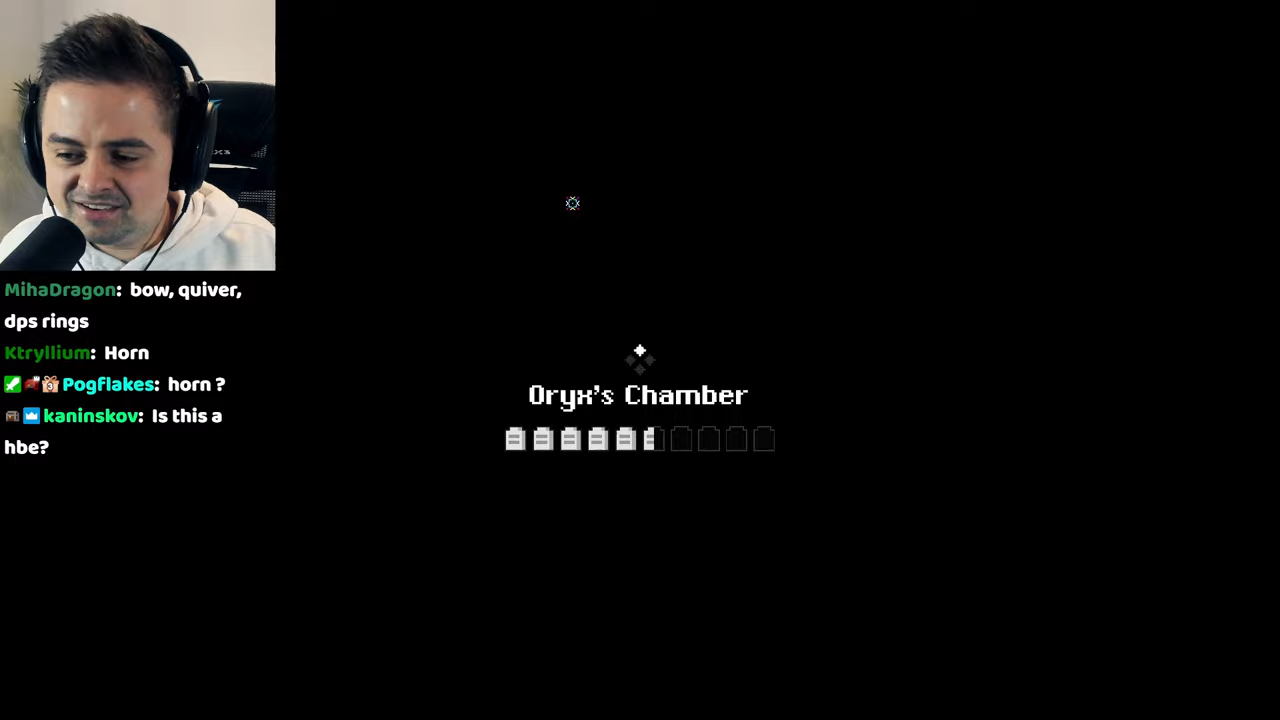 MihaDragon: bow, quiver,
dps rings
Ktryllium: Horn
Pogflakes: horn ?
kaninskov: Is this a
hbe?
Oryx's Chamber